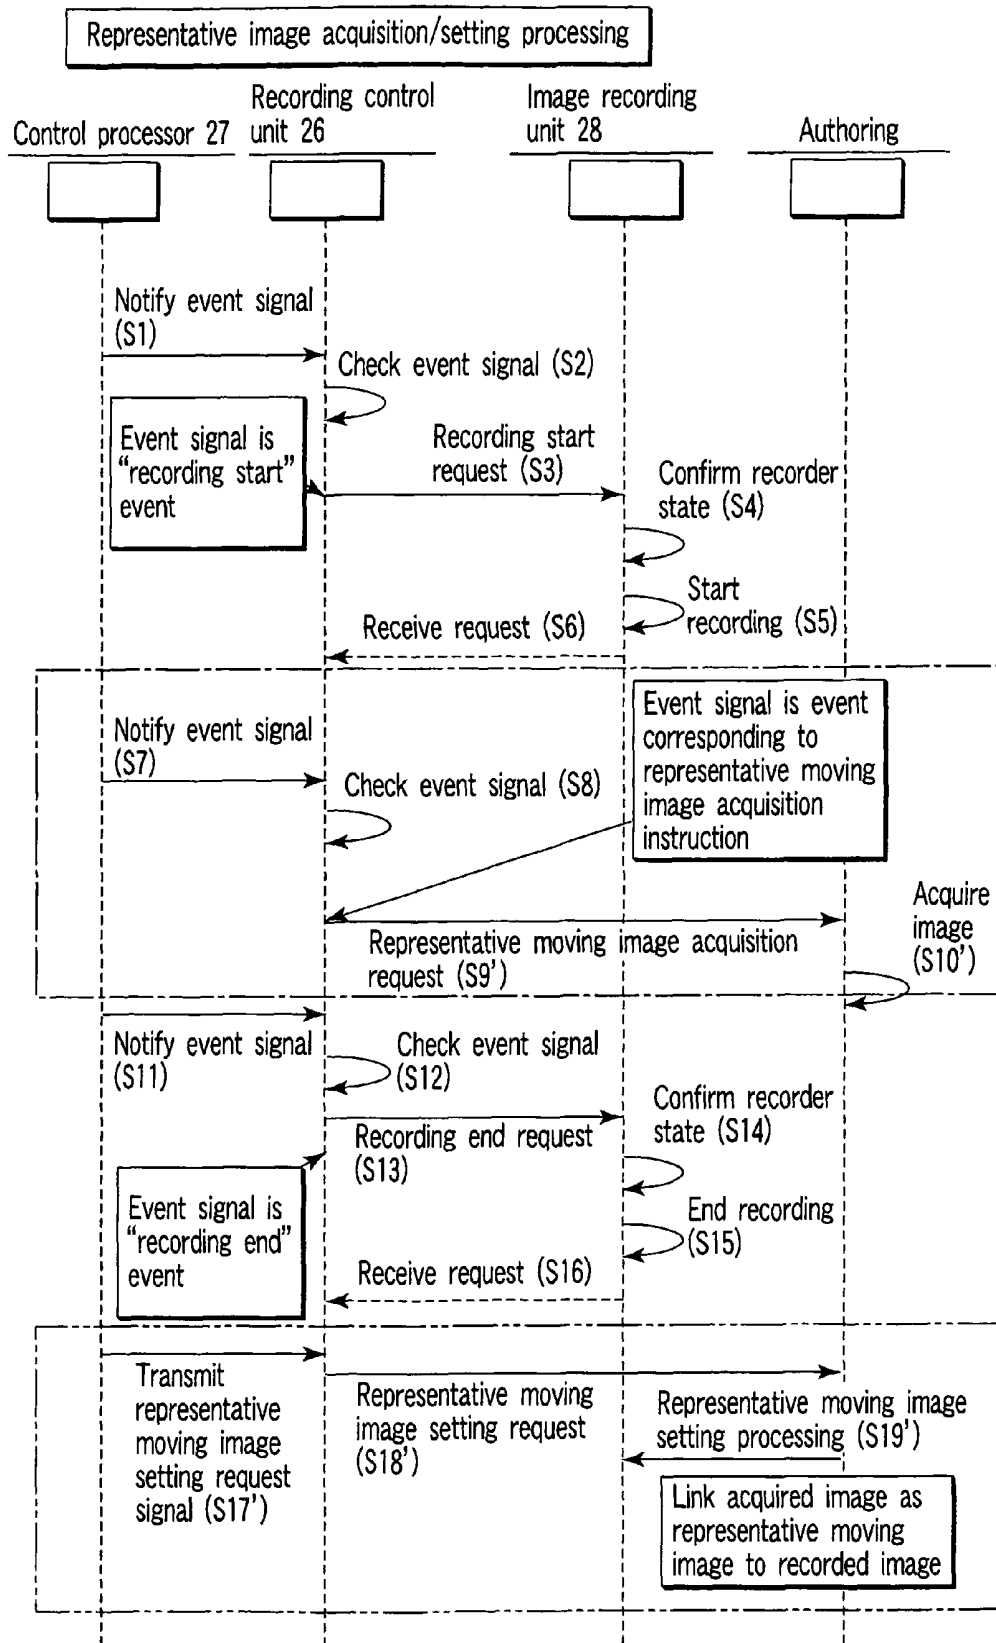 Representative image acquisition/setting processing
Control processor 27
Recording control
unit 26
Image recording
unit 28
Authoring
Notify event signal
(S1)
Check event signal (S2)
Event signal is
“recording start”
event
Recording start
request (S3)
Confirm recorder
state (S4)
Start
recording (S5)
Receive request (S6)
Notify event signal
(S7)
Check event signal (S8)
Event signal is event
corresponding to
representative moving
image acquisition
instruction
Representative moving image acquisition
request (S9')
Acquire
image
(S10')
Notify event signal
(S11)
Check event signal
(S12)
Recording end request
(S13)
Confirm recorder
state (S14)
Event signal is
“recording end”
event
End recording
(S15)
Receive request (S16)
Transmit
representative
moving image
setting request
signal (S17')
Representative moving
image setting request
(S18')
Representative moving image
setting processing (S19')
Link acquired image as
representative moving
image to recorded image